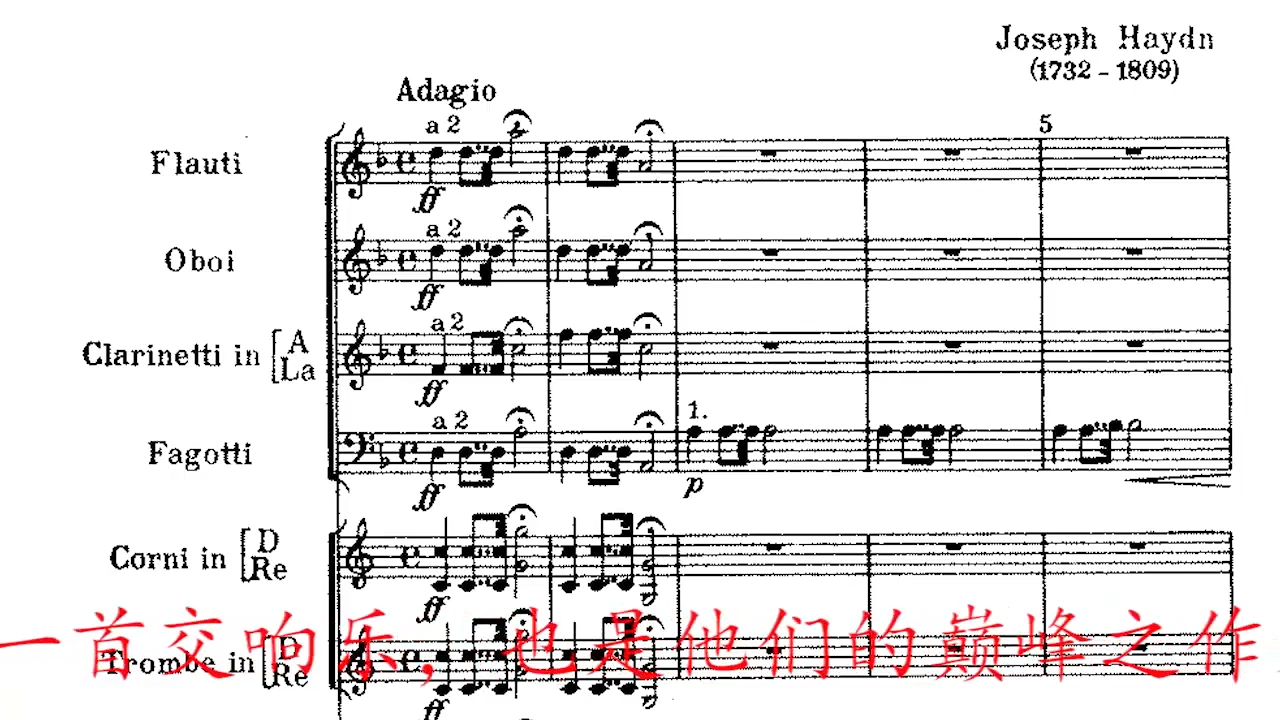 Joseph Haydn
(1732 - 1809)
Adagio
a 2
5
Flauti
ff
a 2
Oboi
ff
a 2
Clarinetti in A
La
ff
a 2
1.
Fagotti
ff
p
Corni in D
Re
ff
一首交响乐，也是他们的巅峰之作
Trombe in D
Re
ff